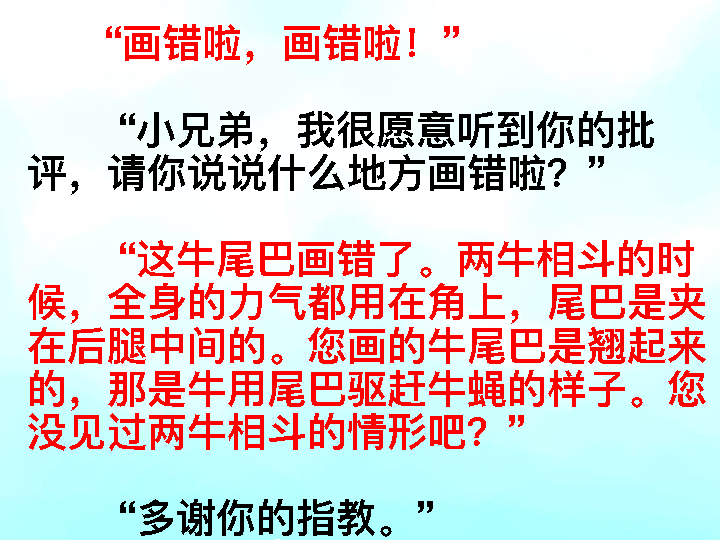 “画错啦，画错啦！”
“小兄弟，我很愿意听到你的批
评，请你说说什么地方画错啦？”
“这牛尾巴画错了。两牛相斗的时
候，全身的力气都用在角上，尾巴是夹
在后腿中间的。您画的牛尾巴是翘起来
的，那是牛用尾巴驱赶牛蝇的样子。您
没见过两牛相斗的情形吧？”
“多谢你的指教。”